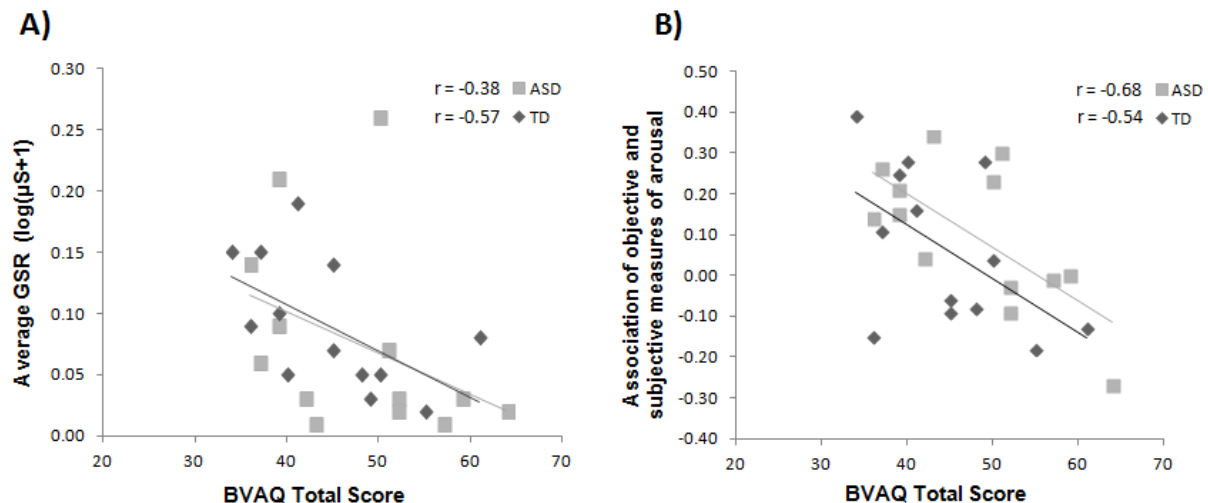 A)
0.30
0.25
0.20
0.15
0.10
0.05
0.00
Average GSR (log(µS+1)
r = -0.38 ASD
r = -0.57 TD
20 30 40 50 60 70
BVAQ Total Score
B)
0.50
0.40
0.30
0.20
0.10
0.00
-0.10
-0.20
-0.30
-0.40
Association of objective and
subjective measures of arousal
r = -0.68 ASD
r = -0.54 TD
20 30 40 50 60 70
BVAQ Total Score